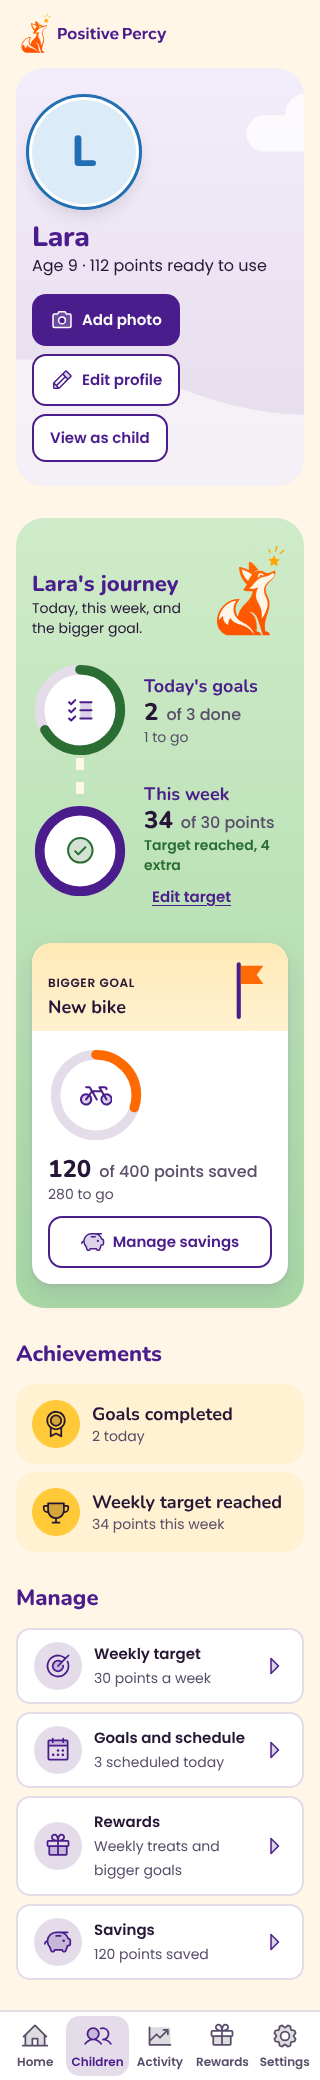 Positive Percy
L
Lara
Age 9 · 112 points ready to use
Add photo
Edit profile
View as child
Lara's journey
Today, this week, and
the bigger goal.
Today's goals
2 of 3 done
1 to go
This week
34 of 30 points
Target reached, 4
extra
Edit target
BIGGER GOAL
New bike
120 of 400 points saved
280 to go
Manage savings
Achievements
Goals completed
2 today
Weekly target reached
34 points this week
Manage
Weekly target
30 points a week
Goals and schedule
3 scheduled today
Rewards
Weekly treats and
bigger goals
Savings
120 points saved
Home Children Activity Rewards Settings